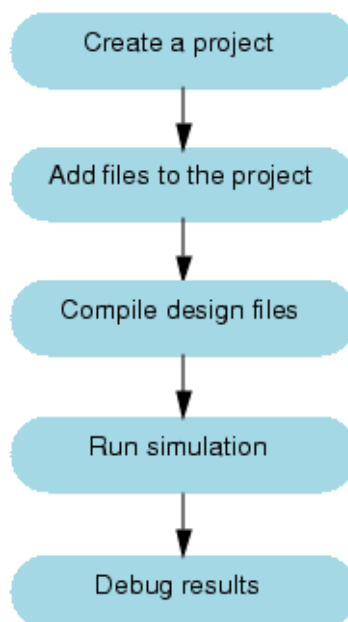 Create a project
Add files to the project
Compile design files
Run simulation
Debug results